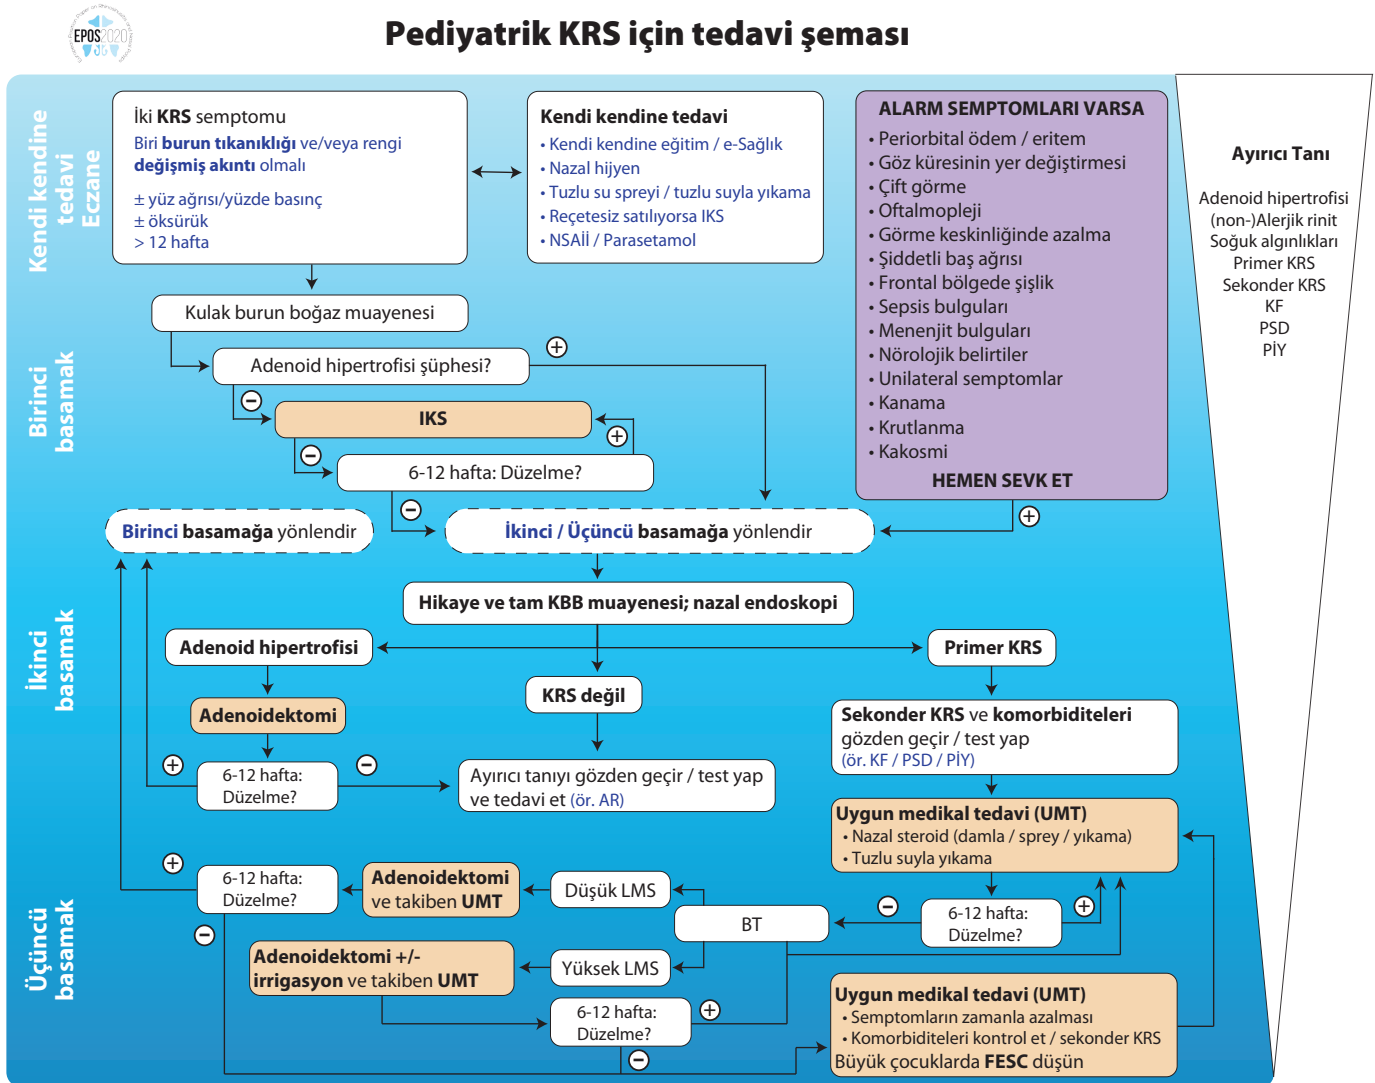 EPOS2020
Pediyatrik KRS için tedavi şeması
Kendi kendine
tedavi
Eczane
İki KRS semptomu
Biri burun tıkanıklığı ve/veya rengi
değişmiş akıntı olmalı
± yüz ağrısı/yüzde basınç
± öksürük
> 12 hafta
Kendi kendine tedavi
• Kendi kendine eğitim / e-Sağlık
• Nazal hijyen
• Tuzlu su spreyi / tuzlu suyla yıkama
• Reçetesiz satılıyorsa IKS
• NSAİİ / Parasetamol
ALARM SEMPTOMLARI VARSA
• Periorbital ödem / eritem
• Göz küresinin yer değiştirmesi
• Çift görme
• Oftalmopleji
• Görme keskinliğinde azalma
• Şiddetli baş ağrısı
• Frontal bölgede şişlik
• Sepsis bulguları
• Menenjit bulguları
• Nörolojik belirtiler
• Unilateral semptomlar
• Kanama
• Krutlanma
• Kakosmi
HEMEN SEVK ET
+
Ayırıcı Tanı
Adenoid hipertrofisi
(non-)Alerjik rinit
Soğuk algınlıkları
Primer KRS
Sekonder KRS
KF
PSD
PİY
Birinci
basamak
Kulak burun boğaz muayenesi
Adenoid hipertrofisi şüphesi?
+
−
IKS
+
−
6-12 hafta: Düzelme?
−
Birinci basamağa yönlendir
İkinci / Üçüncü basamağa yönlendir
İkinci
basamak
Hikaye ve tam KBB muayenesi; nazal endoskopi
Adenoid hipertrofisi
Primer KRS
KRS değil
Adenoidektomi
Sekonder KRS ve komorbiditeleri
gözden geçir / test yap
(ör. KF / PSD / PİY)
+
6-12 hafta:
Düzelme?
−
Ayırıcı tanıyı gözden geçir / test yap
ve tedavi et (ör. AR)
Uygun medikal tedavi (UMT)
• Nazal steroid (damla / sprey / yıkama)
• Tuzlu suyla yıkama
Üçüncü
basamak
+
6-12 hafta:
Düzelme?
−
Adenoidektomi
ve takiben UMT
Düşük LMS
BT
−
6-12 hafta:
Düzelme?
+
Adenoidektomi +/-
irrigasyon ve takiben UMT
Yüksek LMS
6-12 hafta:
Düzelme?
+
−
Uygun medikal tedavi (UMT)
• Semptomların zamanla azalması
• Komorbiditeleri kontrol et / sekonder KRS
Büyük çocuklarda FESC düşün